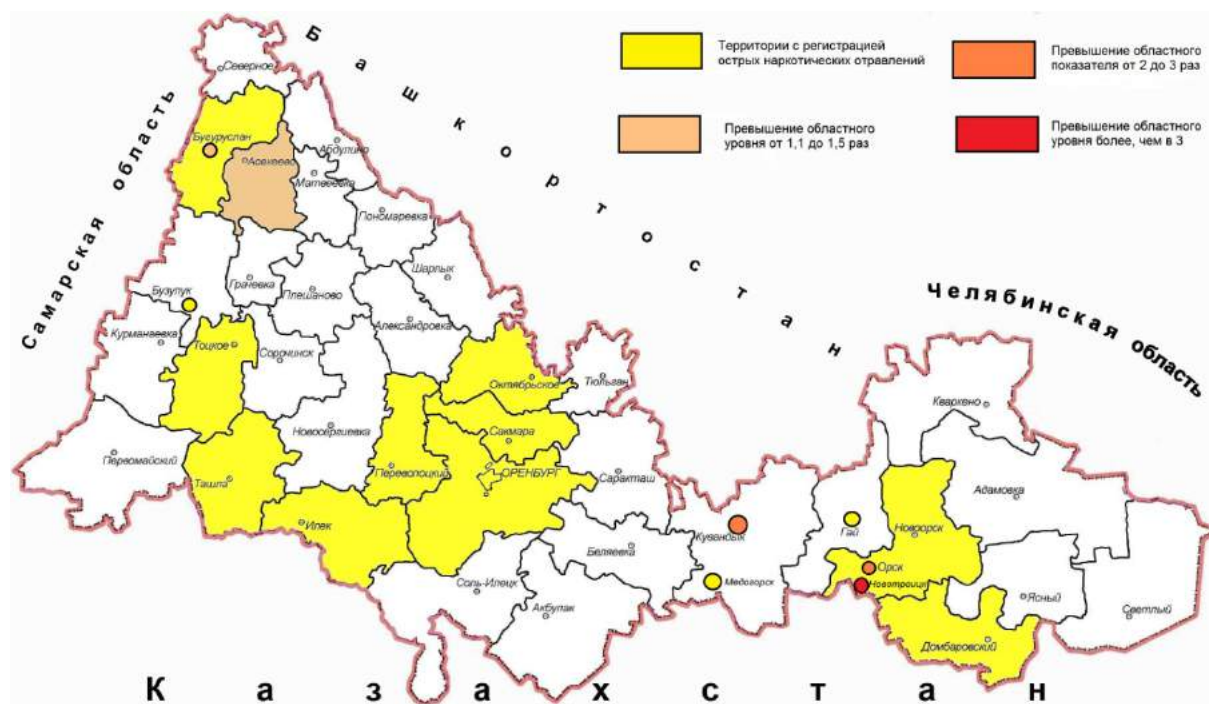 Башкортостан
Самарская область
Челябинская область
Казахстан
Территории с регистрацией
острых наркотических отравлений
Превышение областного
показателя от 2 до 3 раз
Превышение областного
уровня от 1,1 до 1,5 раз
Превышение областного
уровня более, чем в 3
Северное
Бугуруслан
Асекеево
Абдулино
Матвеевка
Пономаревка
Шарлык
Бузулук
Грачевка
Плешаново
Александровка
Курманаевка
Тоцкое
Сорочинск
Октябрьское
Тюльган
Новосергиевка
Сакмара
Первомайский
Ташла
Переволоцкий
ОРЕНБУРГ
Саракташ
Илек
Беляевка
Соль-Илецк
Акбулак
Кувандык
Медогорск
Гай
Новоорск
Орск
Новотроицк
Кваркено
Адамовка
Ясный
Светлый
Домбаровский